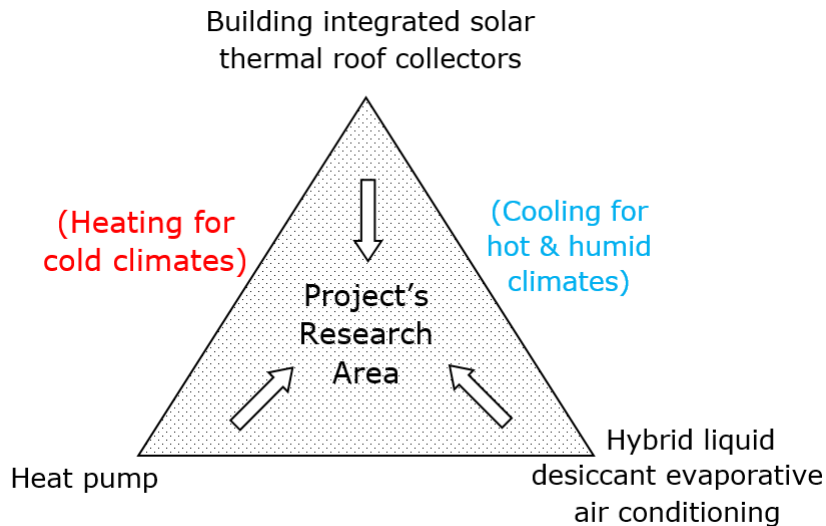 Building integrated solar
thermal roof collectors
(Heating for
cold climates)
(Cooling for
hot & humid
climates)
Project's
Research
Area
Heat pump
Hybrid liquid
desiccant evaporative
air conditioning